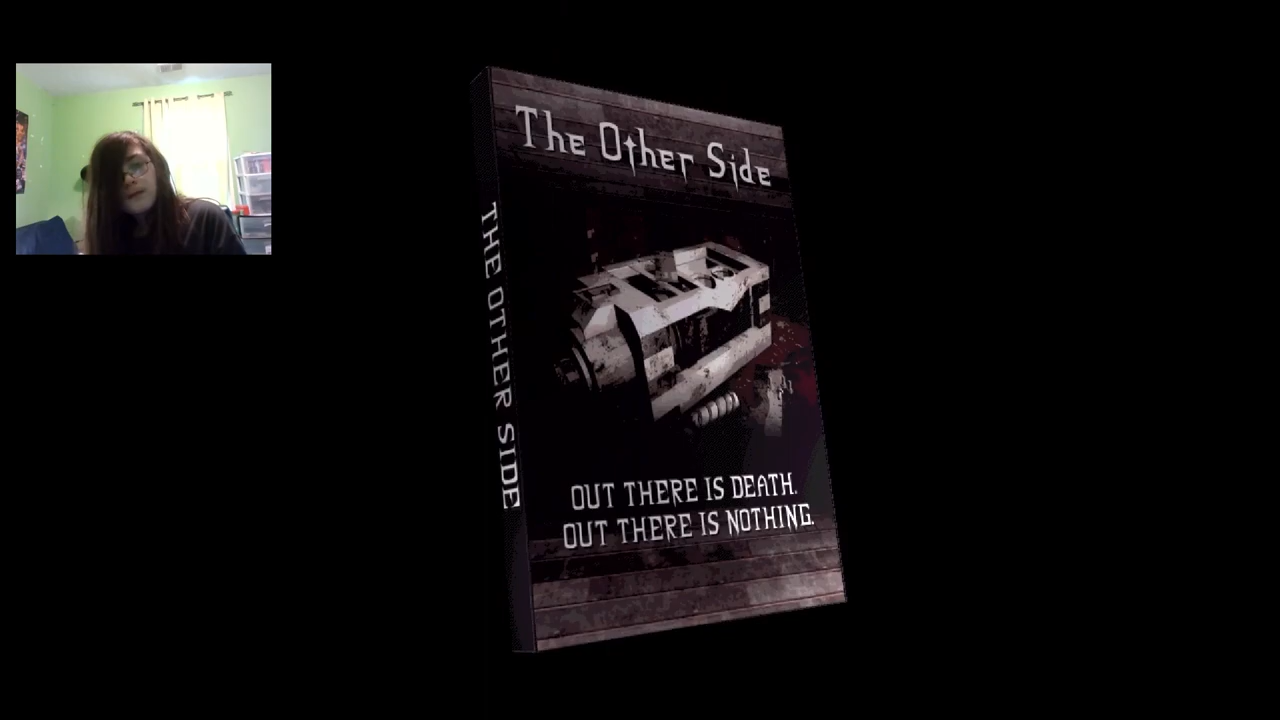 The Other Side
THE OTHER SIDE
OUT THERE IS DEATH.
OUT THERE IS NOTHING.